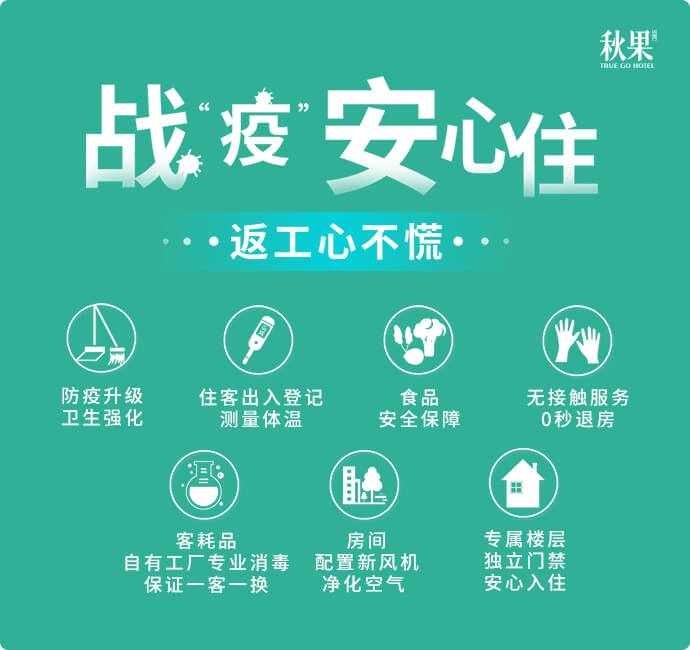 秋果
TRUE GO HOTEL
战“疫”安心住
返工心不慌
防疫升级
卫生强化
住客出入登记
测量体温
食品
安全保障
无接触服务
0秒退房
客耗品
自有工厂专业消毒
保证一客一换
房间
配置新风机
净化空气
专属楼层
独立门禁
安心入住